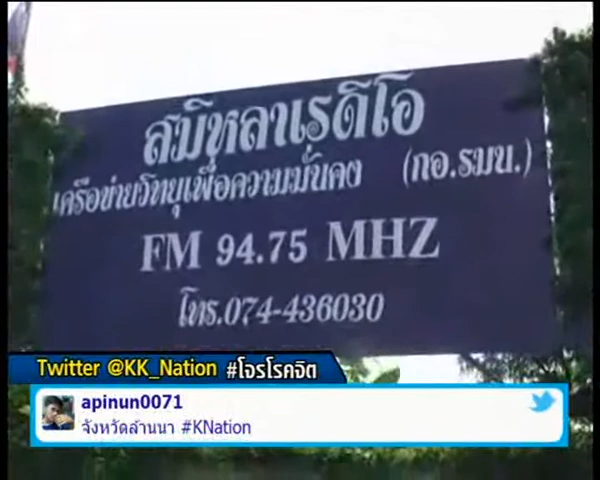 สมิหลาเรดิโอ
เครือข่ายวิทยุเพื่อความมั่นคง (กอ.รมน.)
FM 94.75 MHZ
โทร.074-436030
Twitter @KK_Nation #โจรโรคจิต
apinun0071
จังหวัดล้านนา #KNation